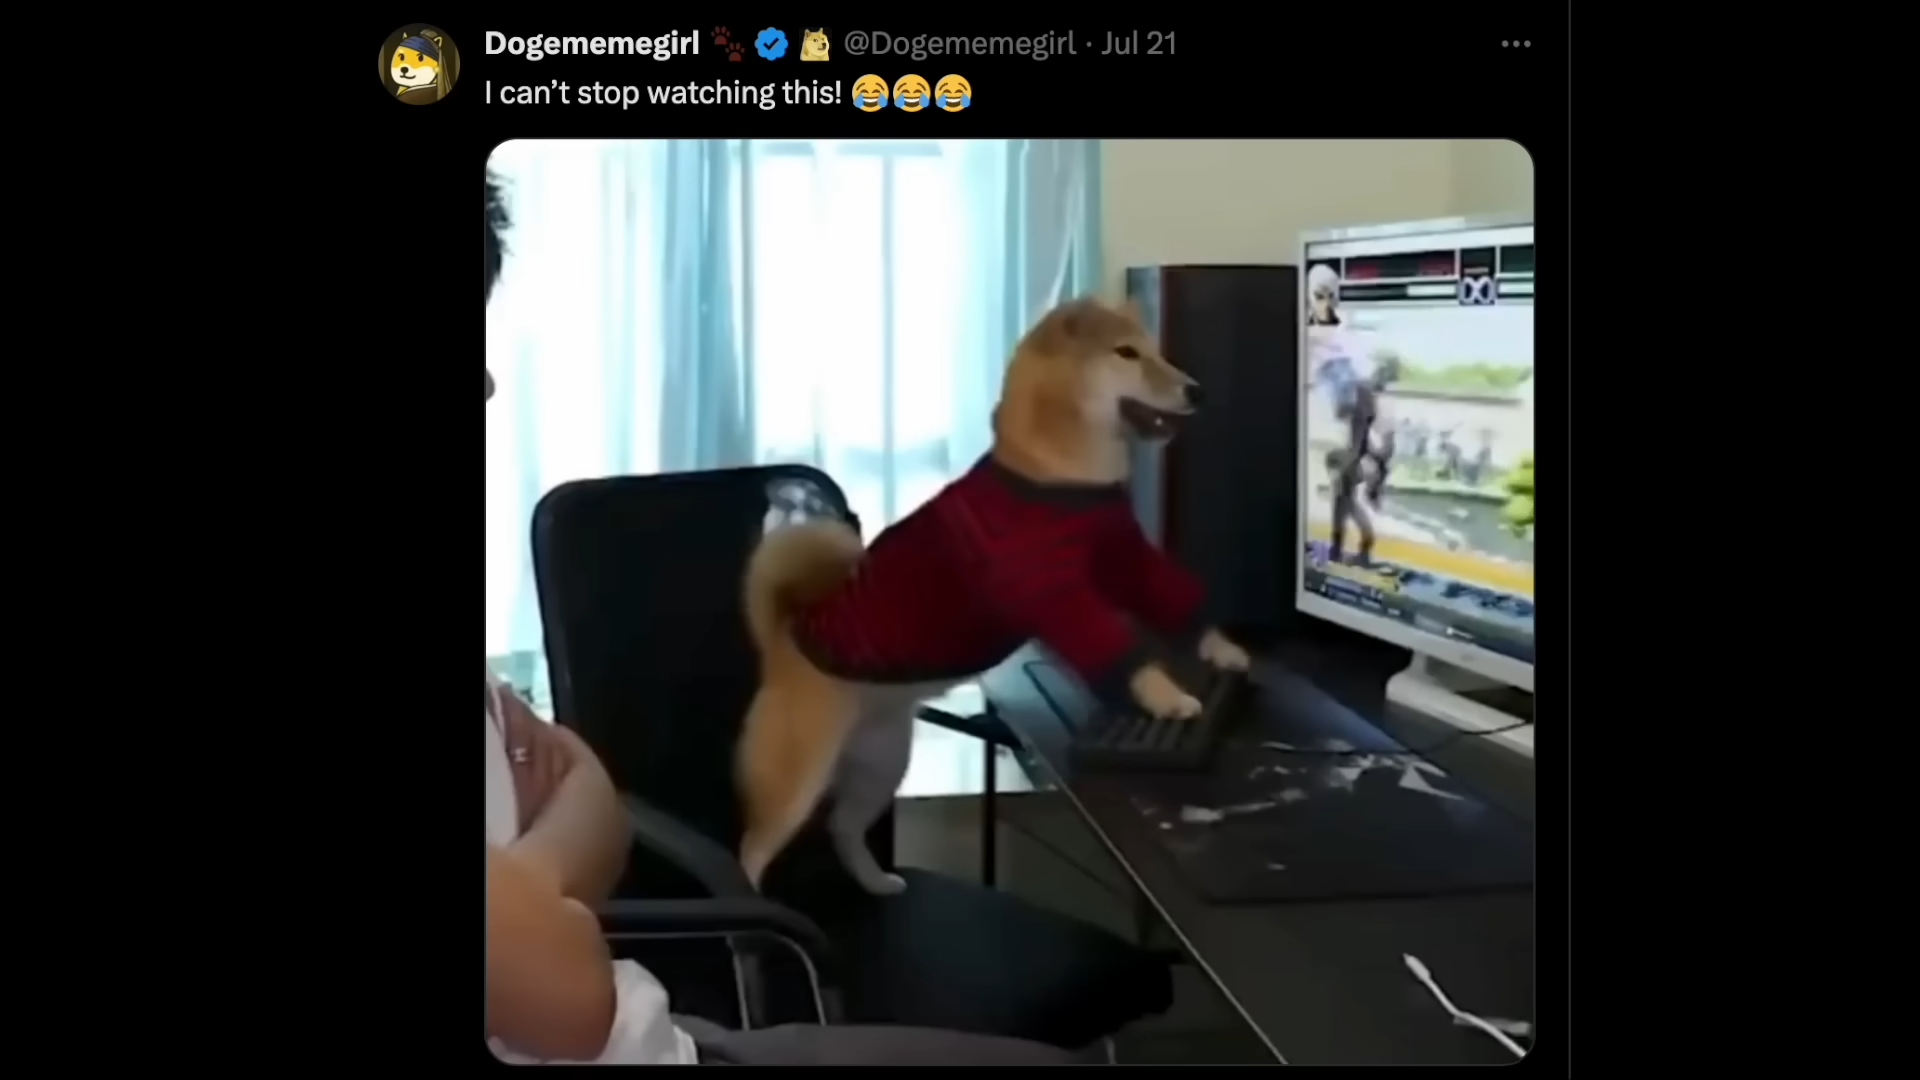 Dogememegirl 🐾 @Dogememegirl · Jul 21
I can’t stop watching this! 😂😂😂